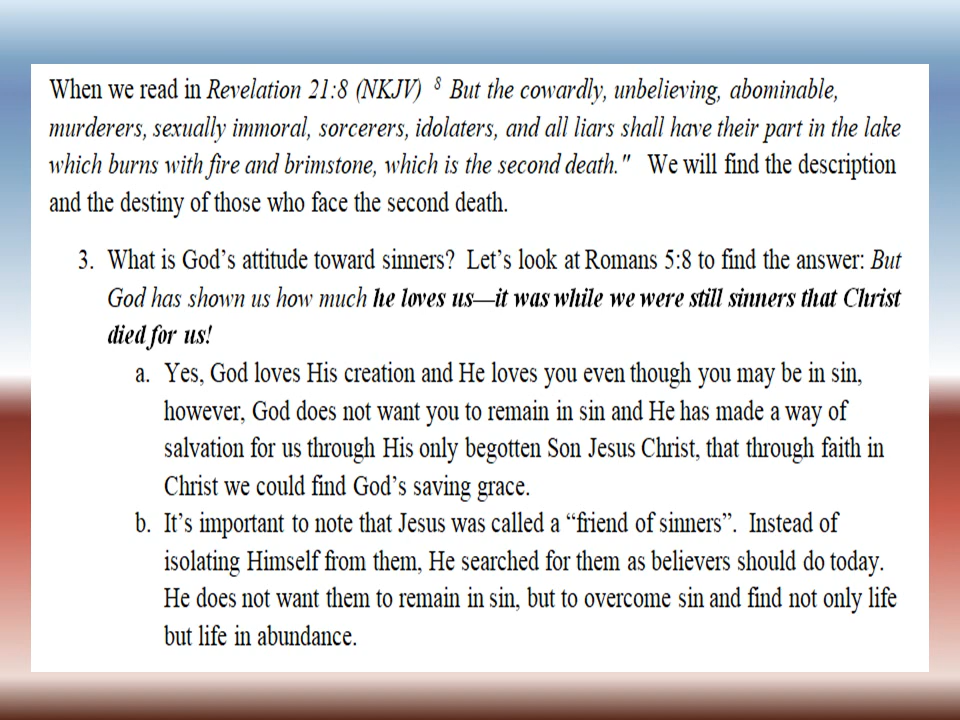 When we read in Revelation 21:8 (NKJV) 8 But the cowardly, unbelieving, abominable,
murderers, sexually immoral, sorcerers, idolaters, and all liars shall have their part in the lake
which burns with fire and brimstone, which is the second death." We will find the description
and the destiny of those who face the second death.
3. What is God’s attitude toward sinners? Let’s look at Romans 5:8 to find the answer: But
God has shown us how much he loves us—it was while we were still sinners that Christ
died for us!
a. Yes, God loves His creation and He loves you even though you may be in sin,
however, God does not want you to remain in sin and He has made a way of
salvation for us through His only begotten Son Jesus Christ, that through faith in
Christ we could find God’s saving grace.
b. It’s important to note that Jesus was called a “friend of sinners”. Instead of
isolating Himself from them, He searched for them as believers should do today.
He does not want them to remain in sin, but to overcome sin and find not only life
but life in abundance.